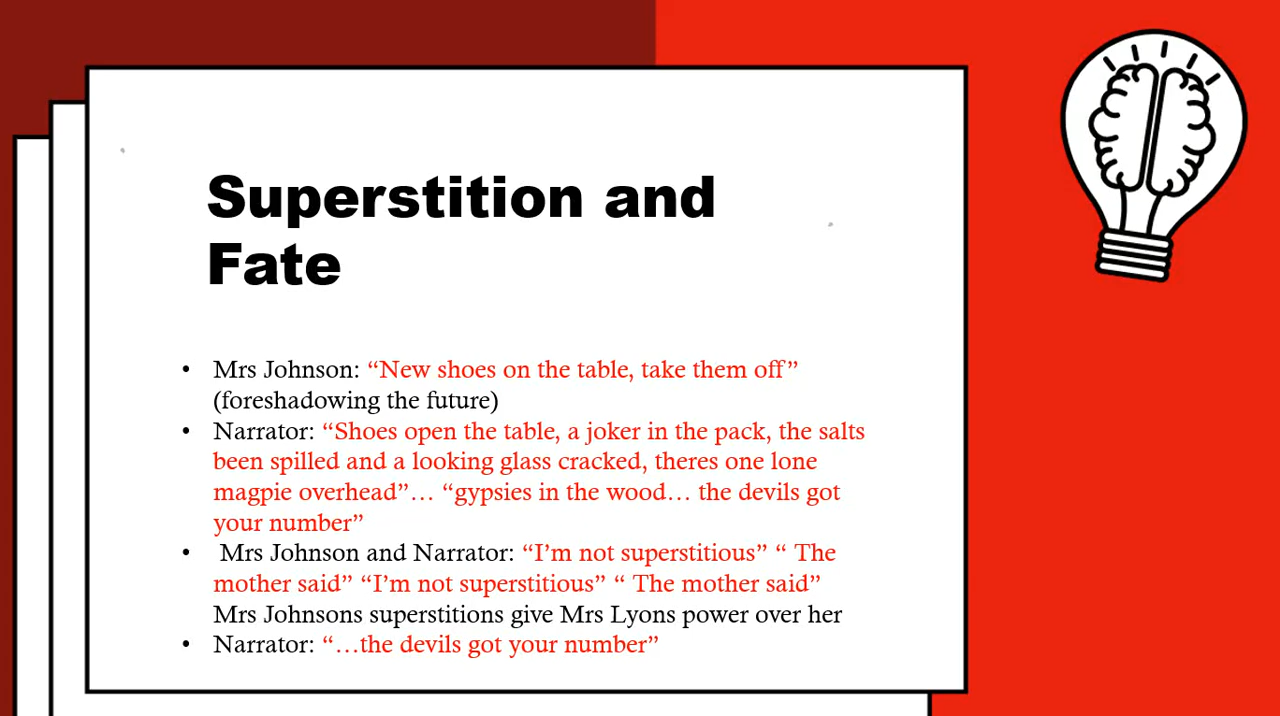 Superstition and
Fate
• Mrs Johnson: “New shoes on the table, take them off”
(foreshadowing the future)
• Narrator: “Shoes open the table, a joker in the pack, the salts
been spilled and a looking glass cracked, theres one lone
magpie overhead”… “gypsies in the wood… the devils got
your number”
• Mrs Johnson and Narrator: “I’m not superstitious” “ The
mother said” “I’m not superstitious” “ The mother said”
Mrs Johnsons superstitions give Mrs Lyons power over her
• Narrator: “…the devils got your number”